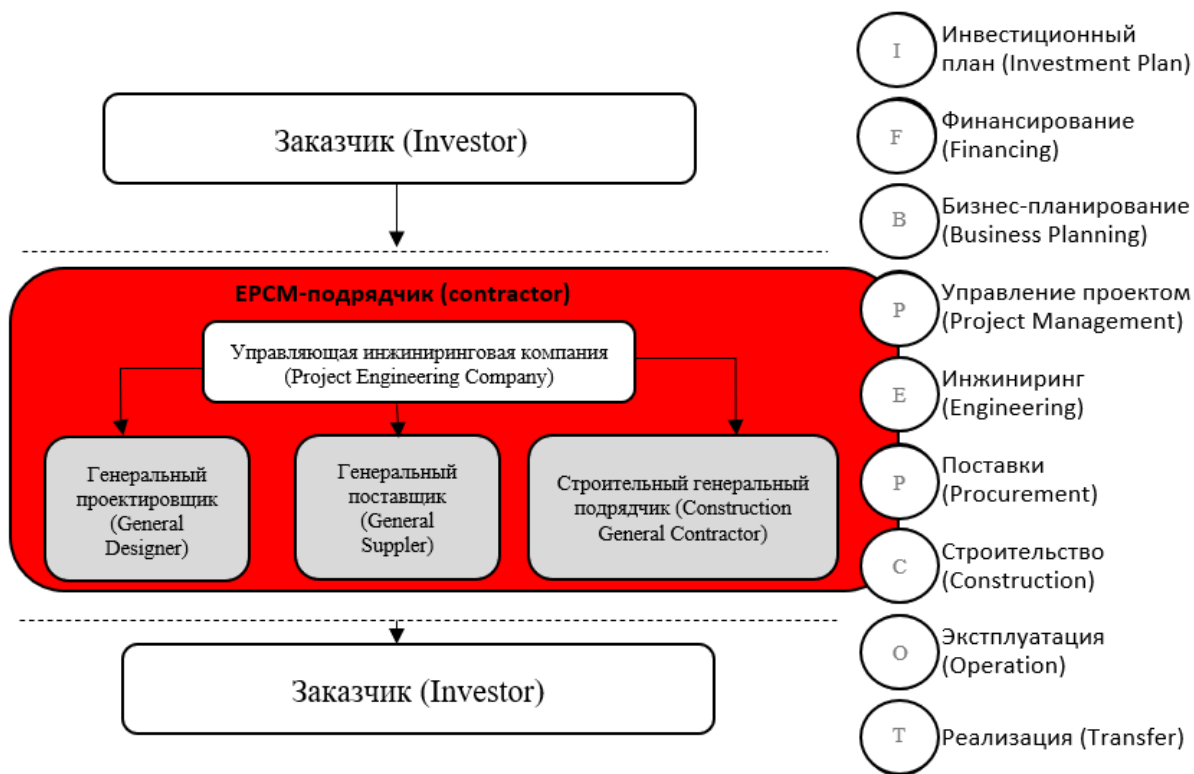 Заказчик (Investor)
EPCM-подрядчик (contractor)
Управляющая инжиниринговая компания
(Project Engineering Company)
Генеральный
проектировщик
(General
Designer)
Генеральный
поставщик
(General
Suppler)
Строительный генеральный
подрядчик (Construction
General Contractor)
Заказчик (Investor)
I
Инвестиционный
план (Investment Plan)
F
Финансирование
(Financing)
B
Бизнес-планирование
(Business Planning)
P
Управление проектом
(Project Management)
E
Инжиниринг
(Engineering)
P
Поставки
(Procurement)
C
Строительство
(Construction)
O
Экстплуатация
(Operation)
T
Реализация (Transfer)